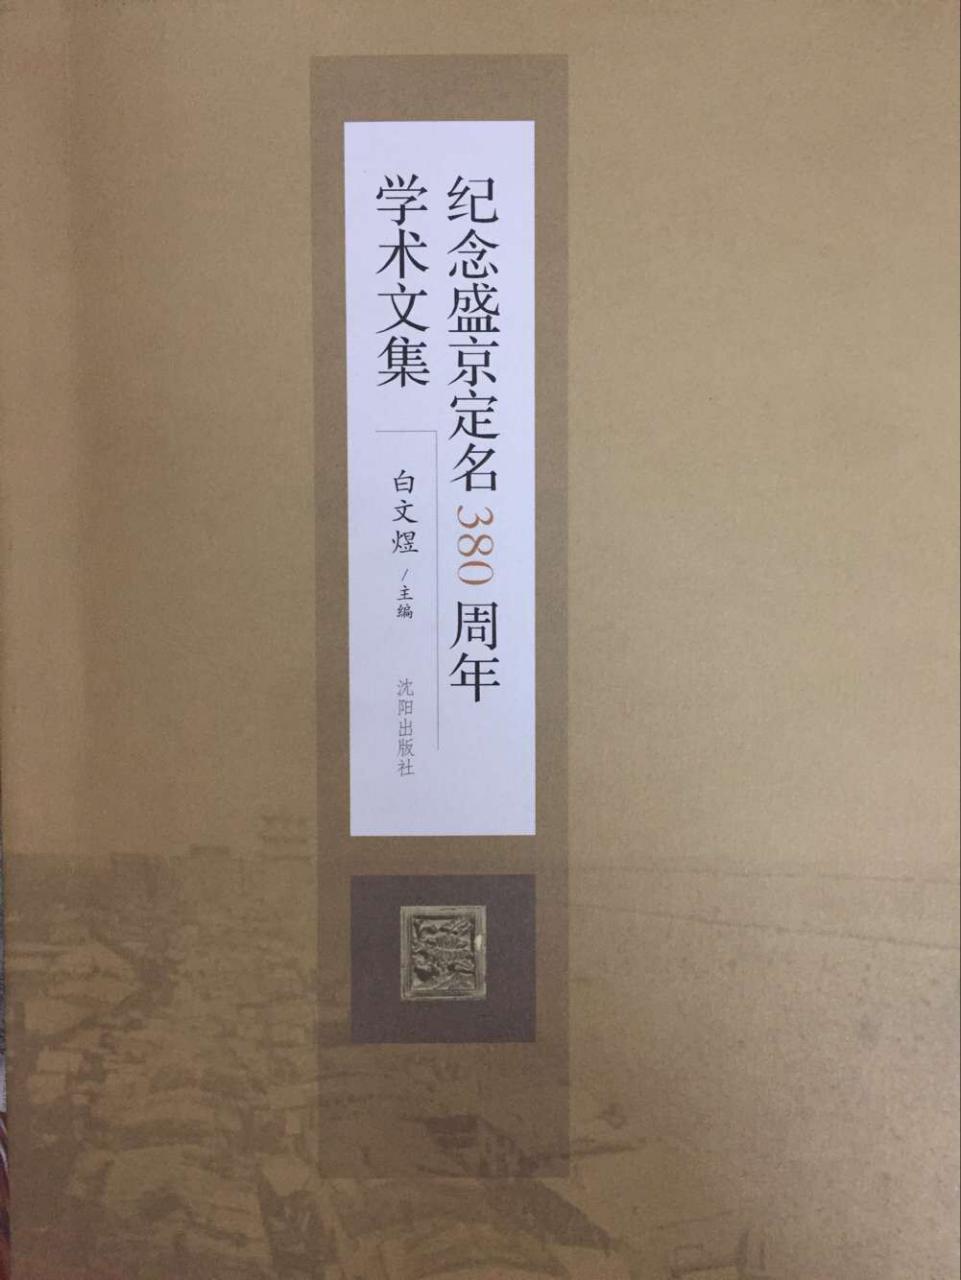 纪念盛京定名380周年
学术文集
白文煜/主编
沈阳出版社